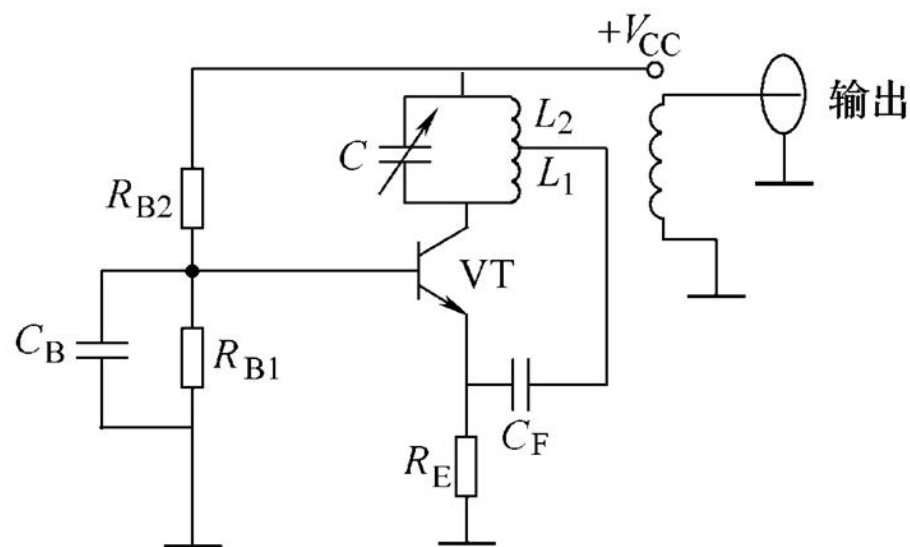 +V_CC
输出
L_2
C
L_1
R_B2
VT
C_B
R_B1
C_F
R_E